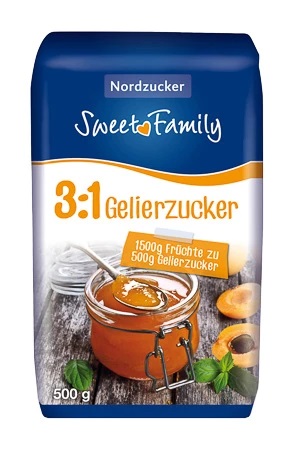 Nordzucker
Sweet Family
3:1 Gelierzucker
1500g Früchte zu
500g Gelierzucker
500 g